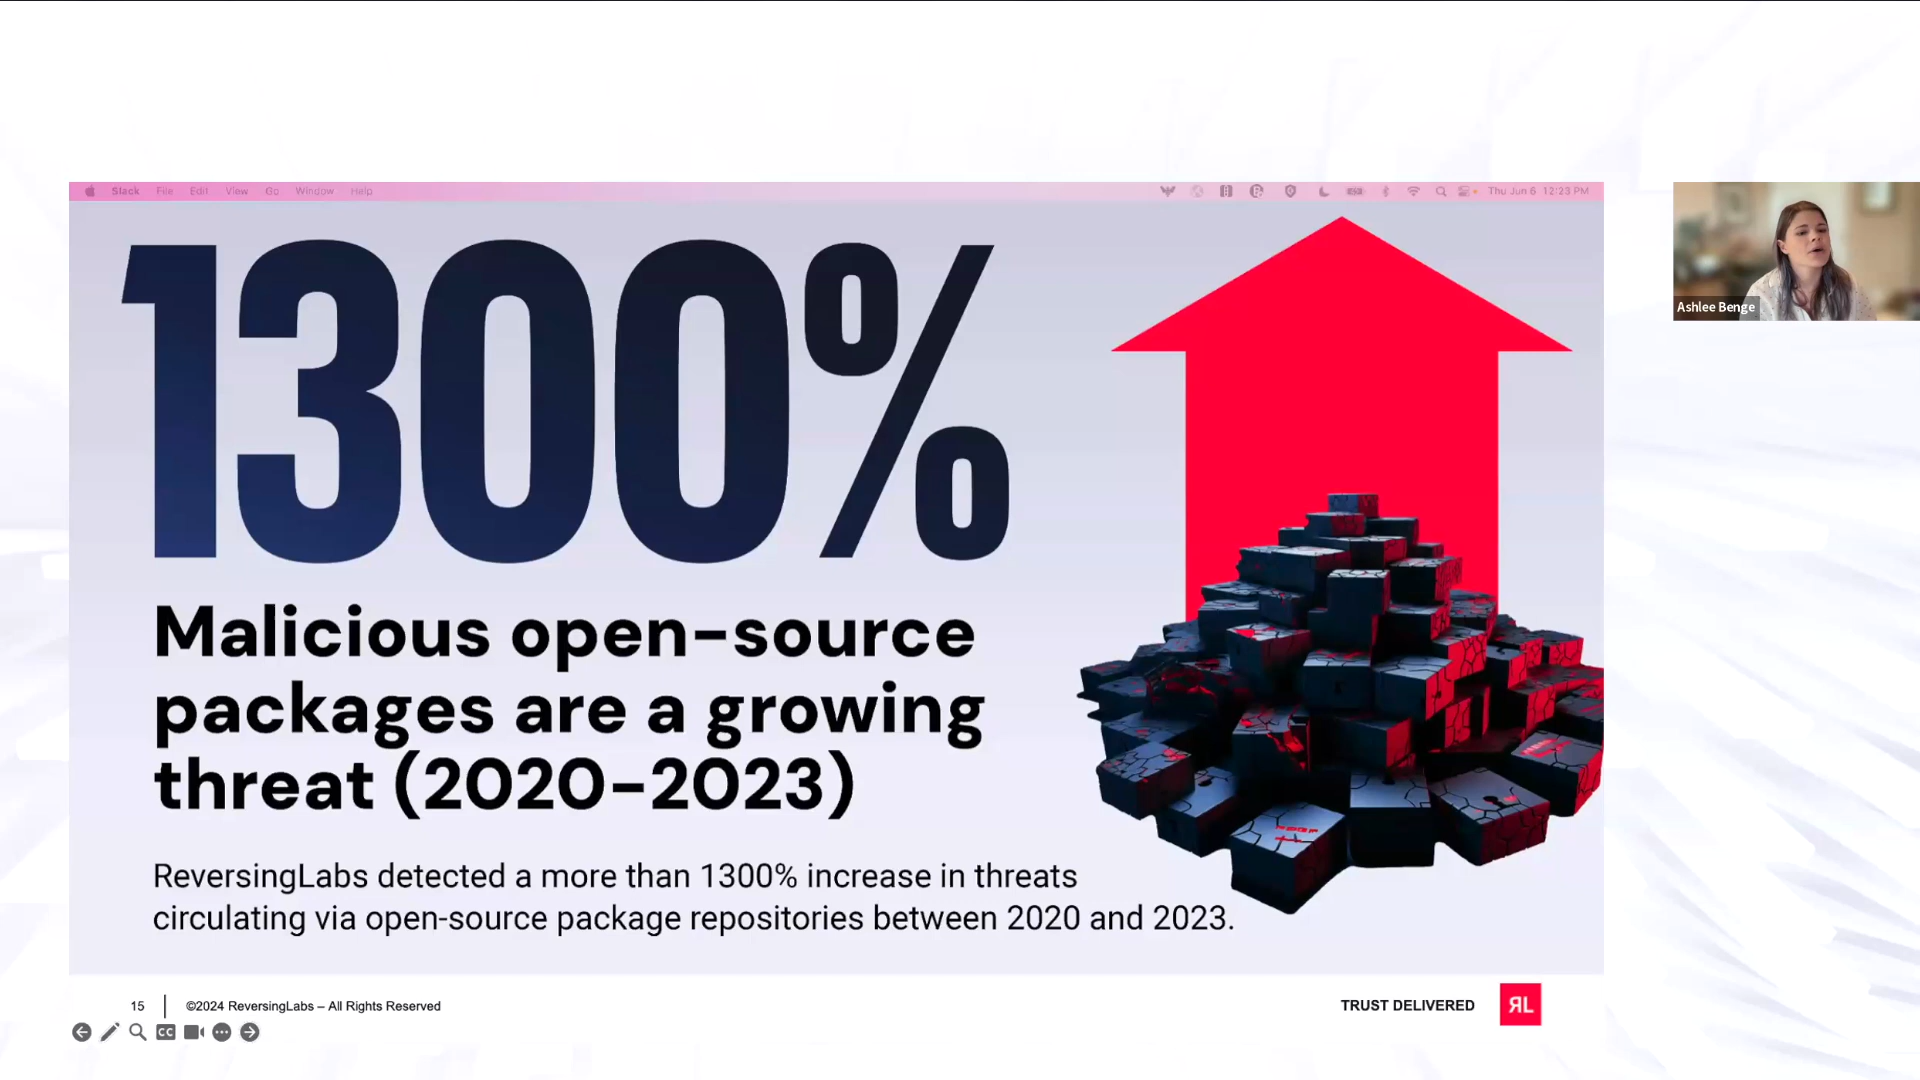 Slack File Edit View Go Window Help
Thu Jun 6 12:23 PM
1300%
Malicious open-source
packages are a growing
threat (2020-2023)
ReversingLabs detected a more than 1300% increase in threats
circulating via open-source package repositories between 2020 and 2023.
15 ©2024 ReversingLabs – All Rights Reserved
TRUST DELIVERED RL
CC
Ashlee Benge